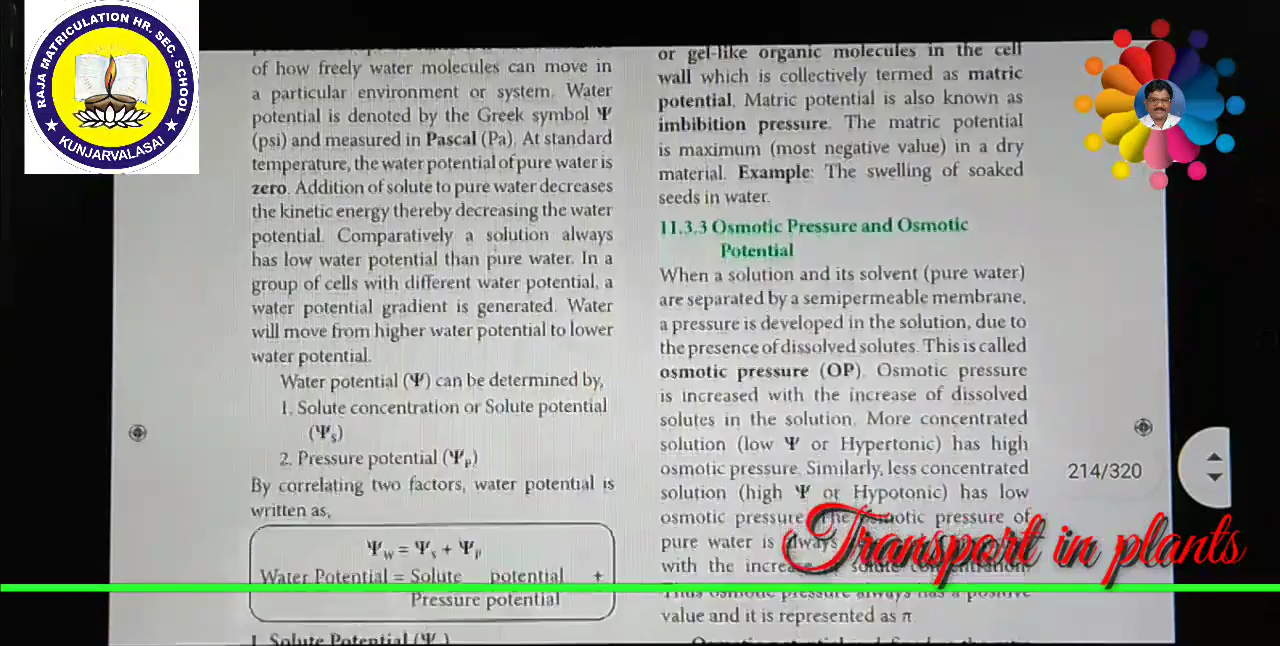 RAJA MATRICULATION HR. SEC. SCHOOL
KUNJARVALASAI
of how freely water molecules can move in
a particular environment or system. Water
potential is denoted by the Greek symbol Ψ
(psi) and measured in Pascal (Pa). At standard
temperature, the water potential of pure water is
zero. Addition of solute to pure water decreases
the kinetic energy thereby decreasing the water
potential. Comparatively a solution always
has low water potential than pure water. In a
group of cells with different water potential, a
water potential gradient is generated. Water
will move from higher water potential to lower
water potential.
Water potential (Ψ) can be determined by,
1. Solute concentration or Solute potential
(Ψs)
2. Pressure potential (Ψp)
By correlating two factors, water potential is
written as,
Ψw = Ψs + Ψp
Water Potential = Solute potential +
Pressure potential
1. Solute Potential (Ψ
or gel-like organic molecules in the cell
wall which is collectively termed as matric
potential. Matric potential is also known as
imbibition pressure. The matric potential
is maximum (most negative value) in a dry
material. Example: The swelling of soaked
seeds in water.
11.3.3 Osmotic Pressure and Osmotic
Potential
When a solution and its solvent (pure water)
are separated by a semipermeable membrane,
a pressure is developed in the solution, due to
the presence of dissolved solutes. This is called
osmotic pressure (OP). Osmotic pressure
is increased with the increase of dissolved
solutes in the solution. More concentrated
solution (low Ψ or Hypertonic) has high
osmotic pressure. Similarly, less concentrated
solution (high Ψ or Hypotonic) has low
osmotic pressure. The osmotic pressure of
pure water is always
with the increase solute concentration.
Thus osmotic pressure always has a positive
value and it is represented as π
214/320
Transport in plants